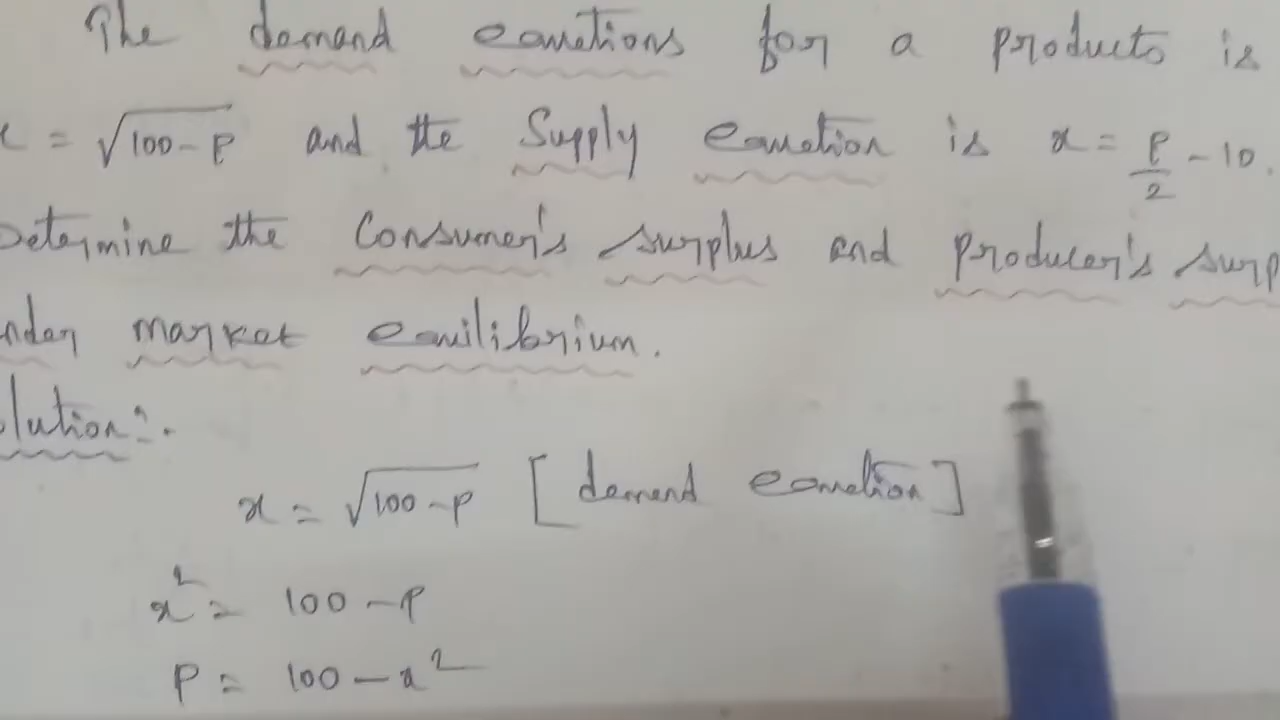 The demand equations for a products is
x = √100-p and the Supply equation is x = p/2 - 10.
Determine the Consumer's surplus and producer's surp
nder market equilibrium.
olution:-
x = √100-p [demand equation]
x² = 100 - p
p = 100 - x²